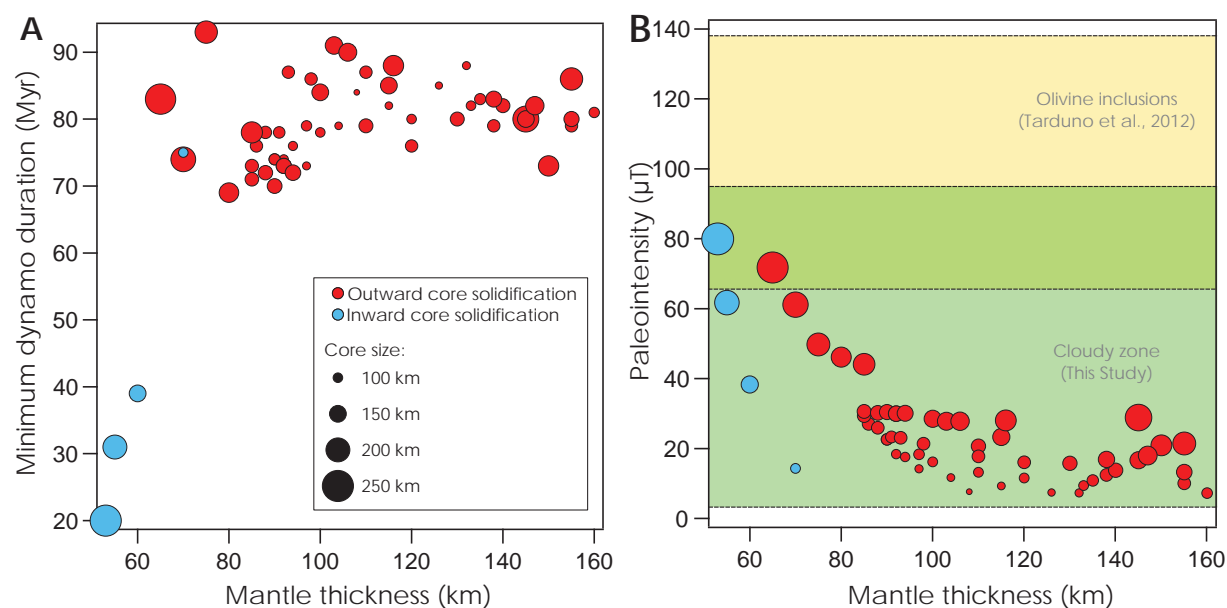 A
Minimum dynamo duration (Myr)
90
80
70
60
50
40
30
20
60
80
100
120
140
160
Mantle thickness (km)
Outward core solidification
Inward core solidification
Core size:
100 km
150 km
200 km
250 km
B
Paleointensity (μT)
140
120
100
80
60
40
20
0
60
80
100
120
140
160
Mantle thickness (km)
Olivine inclusions
(Tarduno et al., 2012)
Cloudy zone
(This Study)